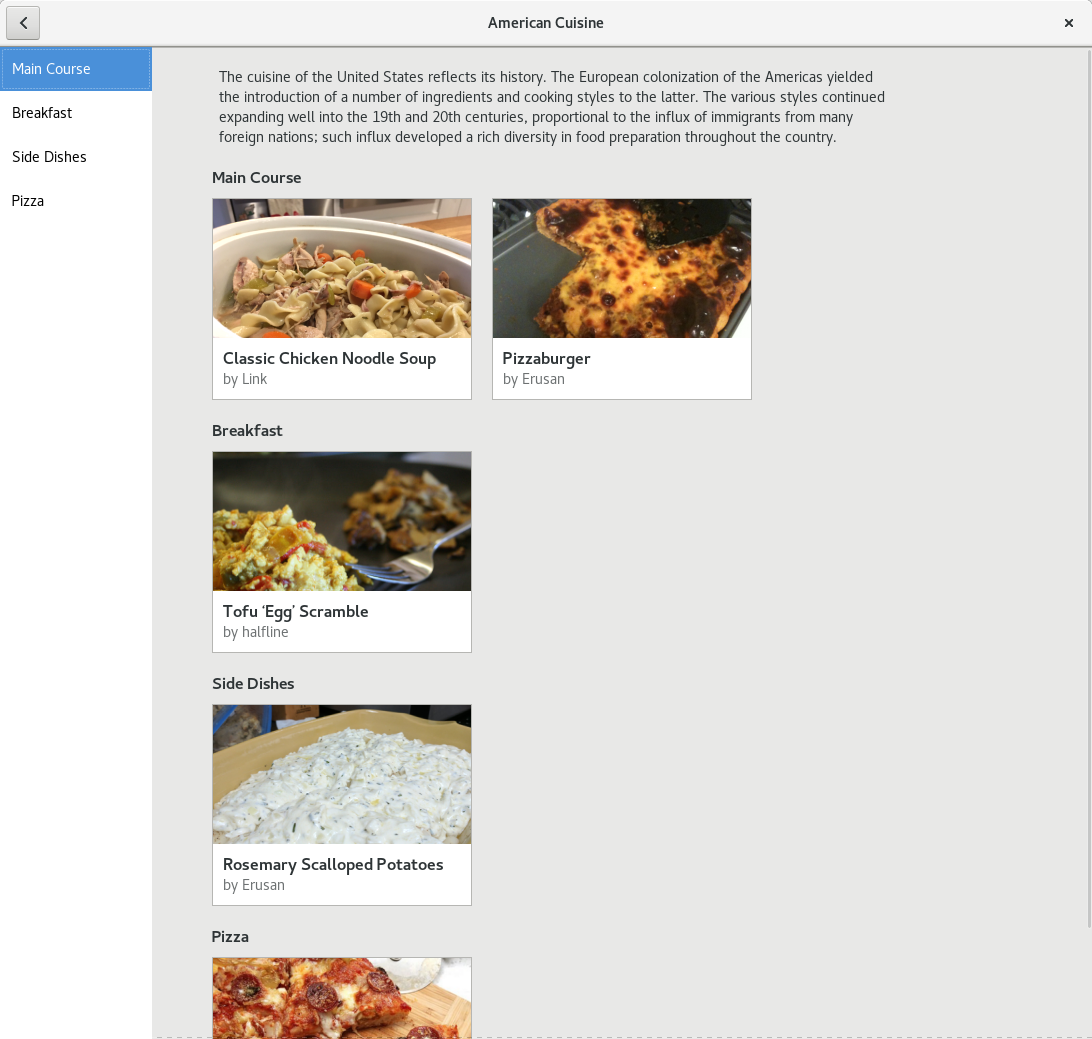 American Cuisine
Main Course
Breakfast
Side Dishes
Pizza
The cuisine of the United States reflects its history. The European colonization of the Americas yielded
the introduction of a number of ingredients and cooking styles to the latter. The various styles continued
expanding well into the 19th and 20th centuries, proportional to the influx of immigrants from many
foreign nations; such influx developed a rich diversity in food preparation throughout the country.
Main Course
Classic Chicken Noodle Soup
by Link
Pizzaburger
by Erusan
Breakfast
Tofu ‘Egg’ Scramble
by halfline
Side Dishes
Rosemary Scalloped Potatoes
by Erusan
Pizza